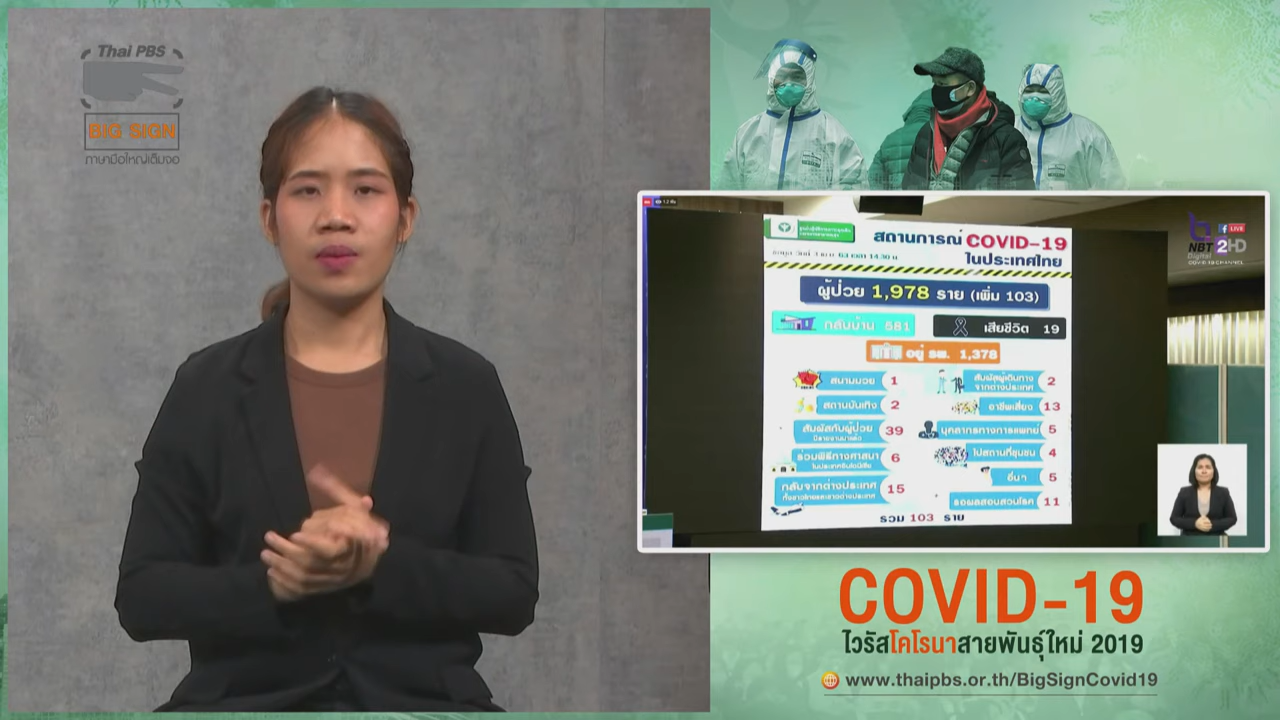 Thai PBS
BIG SIGN
ภาษามือใหญ่เต็มจอ
LIVE
NBT 2HD
Digital
COVID-19 CHANNEL
สถานการณ์ COVID-19
ในประเทศไทย
ผู้ป่วย 1,978 ราย (เพิ่ม 103)
กลับบ้าน 581
เสียชีวิต 19
อยู่ รพ. 1,378
สนามมวย 1
สถานบันเทิง 2
สัมผัสกับผู้ป่วย 39
ร่วมพิธีทางศาสนา 6
กลับจากต่างประเทศ 15
สัมผัสผู้เดินทาง
จากต่างประเทศ 2
อาชีพเสี่ยง 13
บุคลากรทางการแพทย์ 5
ไปสถานที่ชุมชน 4
อื่นๆ 5
รอผลสอบสวนโรค 11
รวม 103 ราย
COVID-19
ไวรัสโคโรนาสายพันธุ์ใหม่ 2019
www.thaipbs.or.th/BigSignCovid19